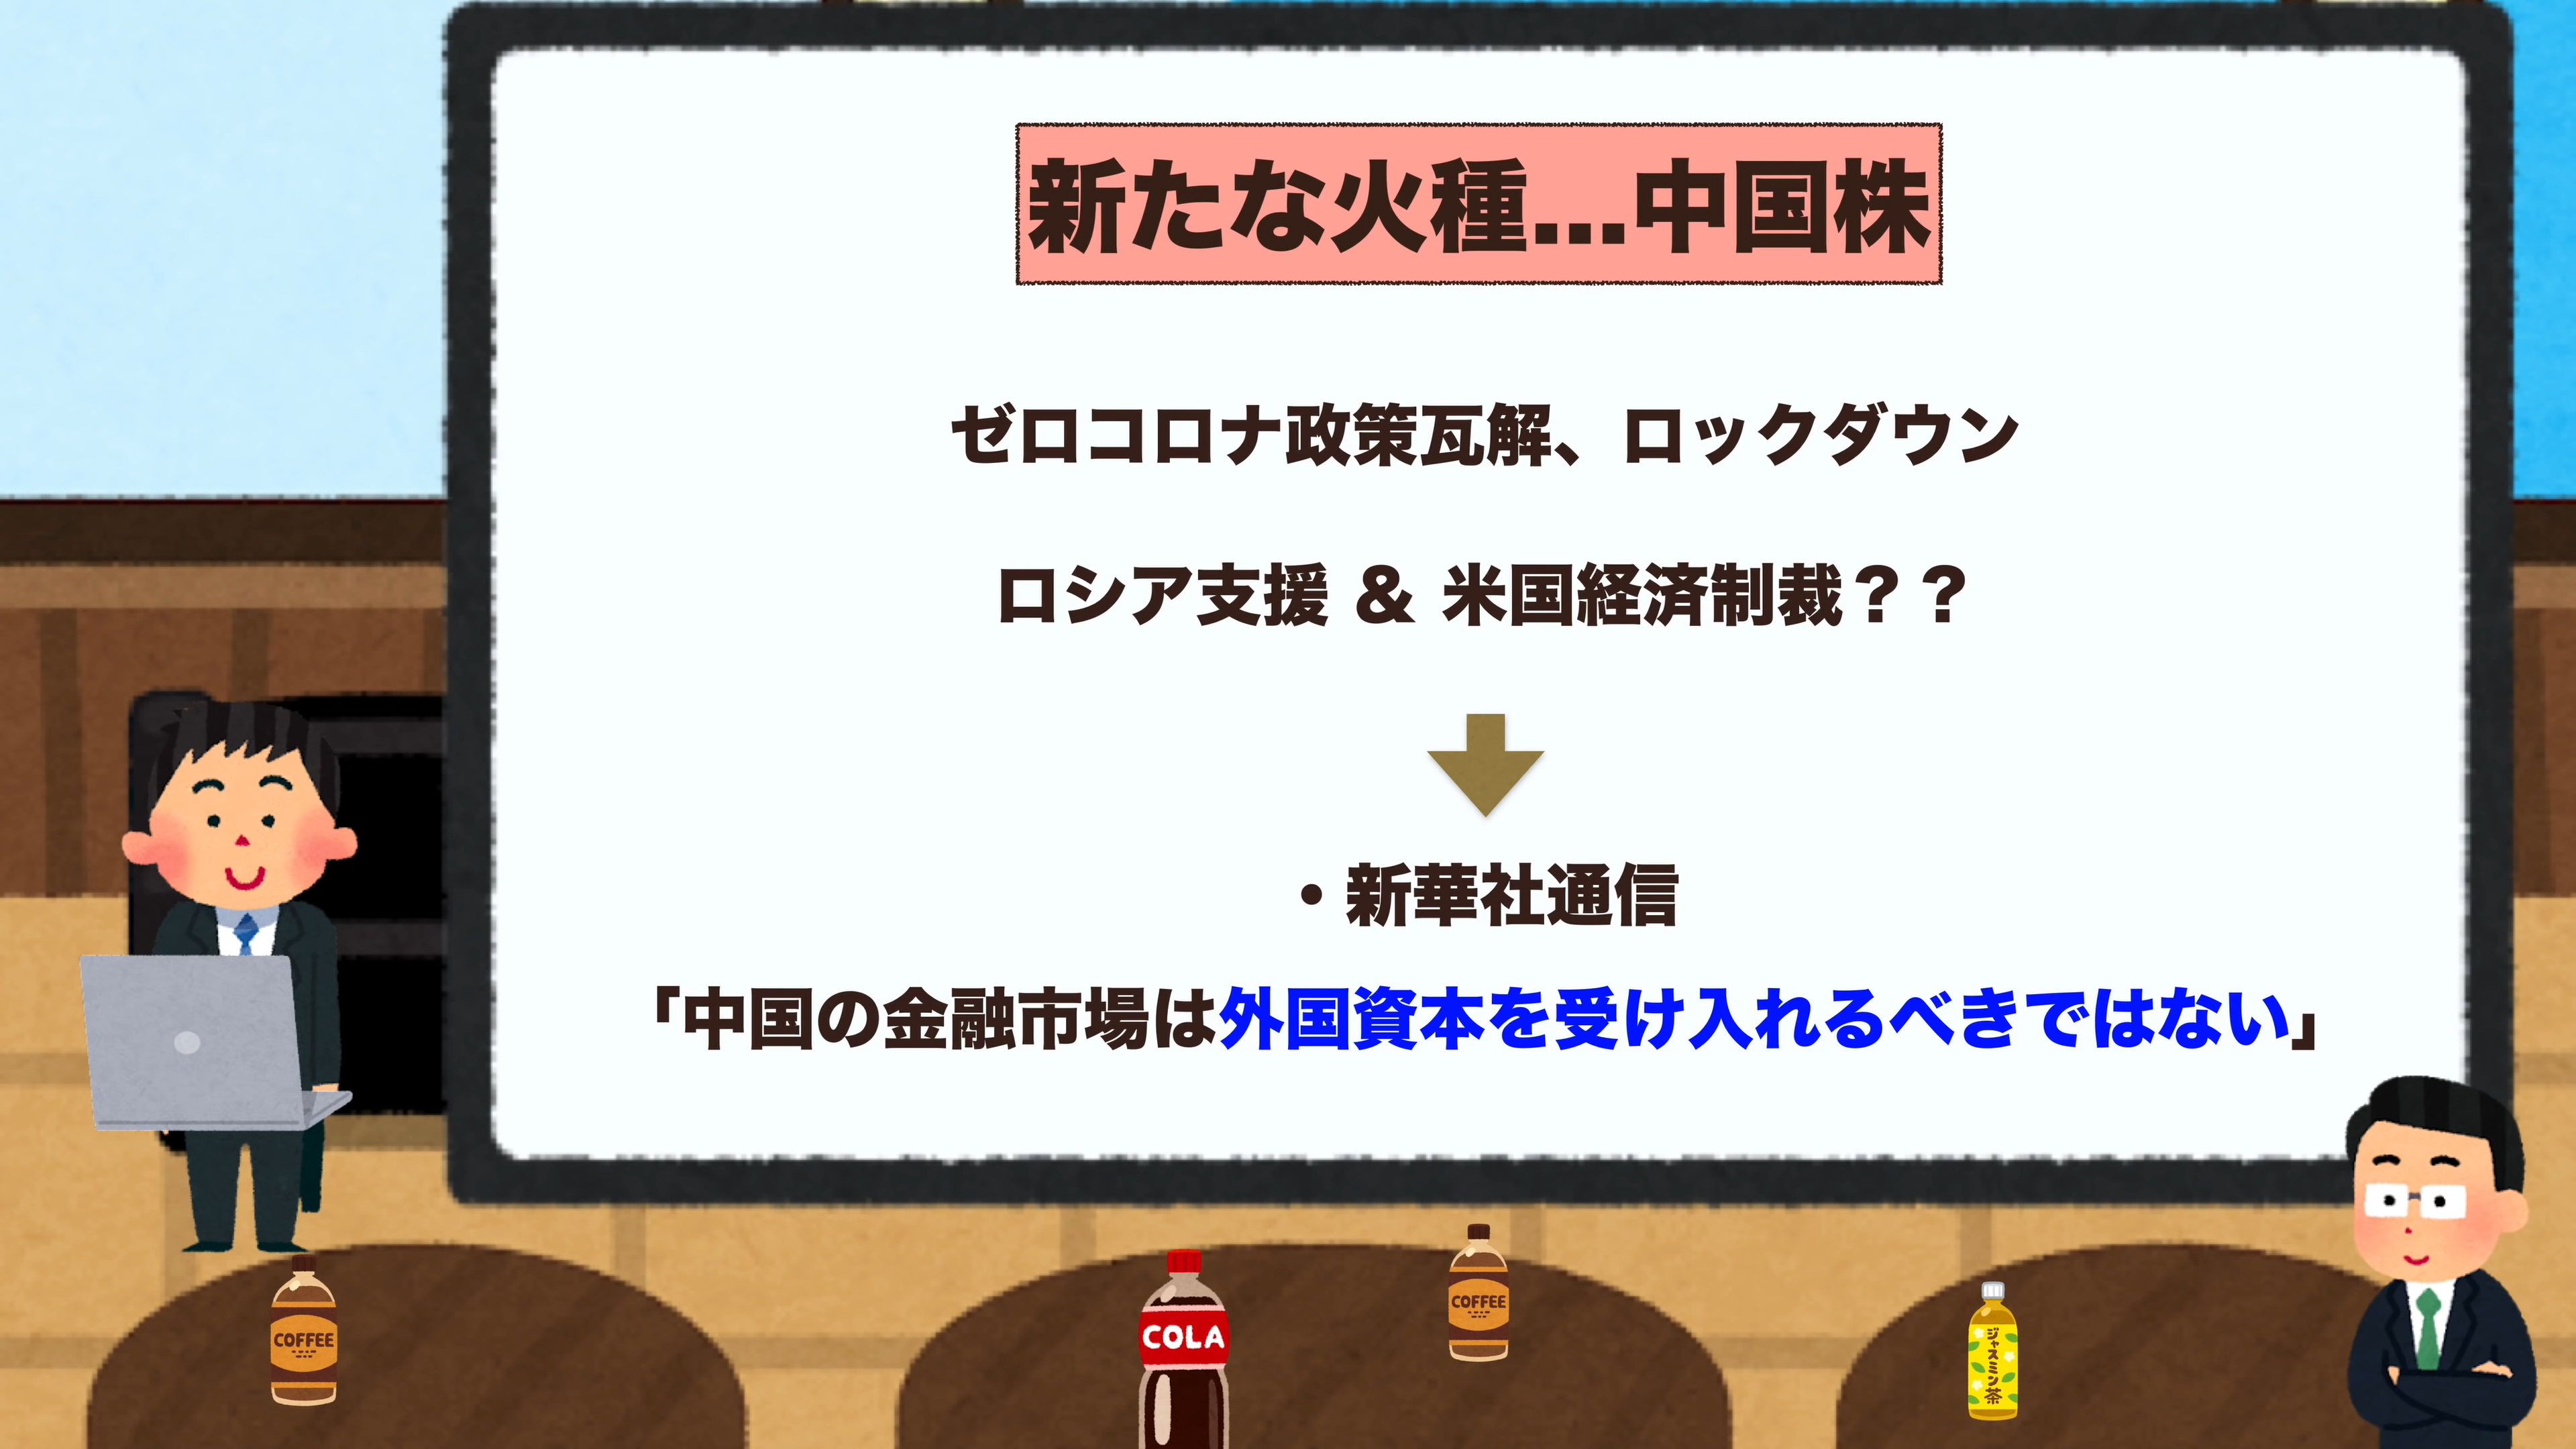 新たな火種…中国株
ゼロコロナ政策瓦解、ロックダウン
ロシア支援 & 米国経済制裁？？
・新華社通信
「中国の金融市場は外国資本を受け入れるべきではない」
COFFEE
COLA
COFFEE
ジャスミン茶